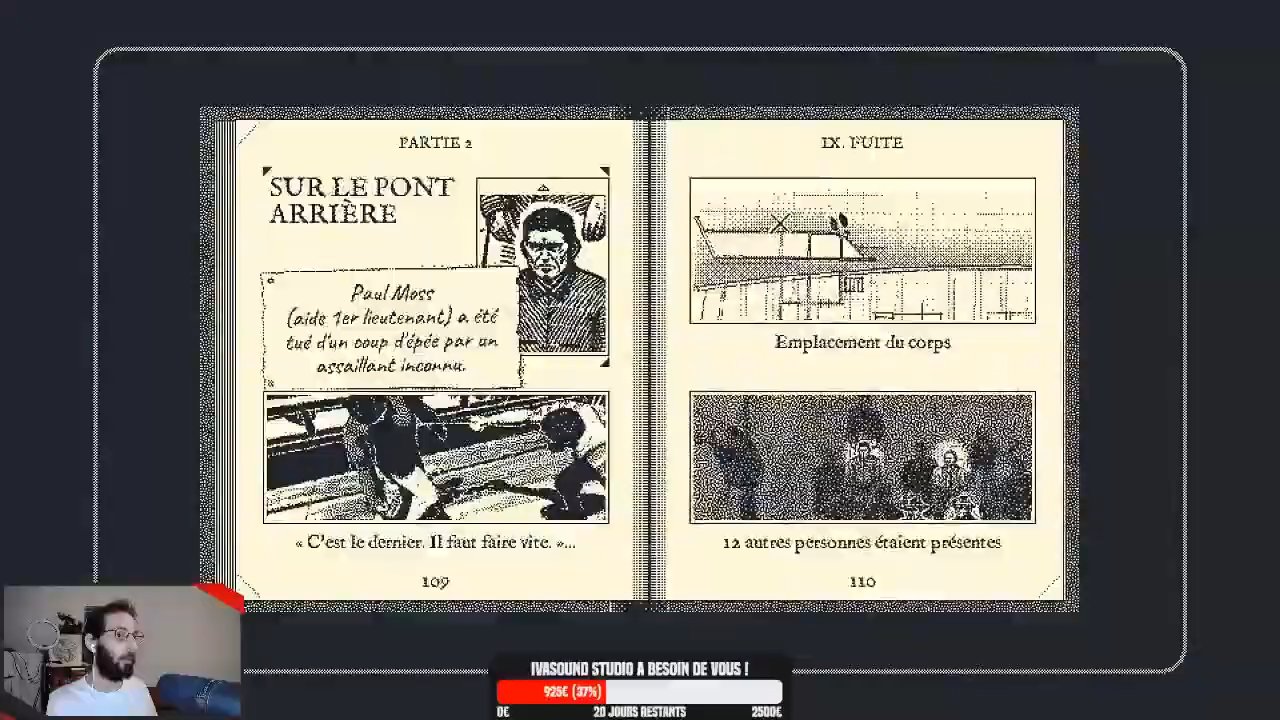 PARTIE 2
SUR LE PONT
ARRIÈRE
Paul Moss
(aide 1er lieutenant) a été
tué d'un coup d'épée par un
assaillant inconnu.
« C'est le dernier. Il faut faire vite. »...
109
IX. FUITE
Emplacement du corps
12 autres personnes étaient présentes
110
IVASOUND STUDIO A BESOIN DE VOUS !
925€ (37%)
0€ 20 JOURS RESTANTS 2500€